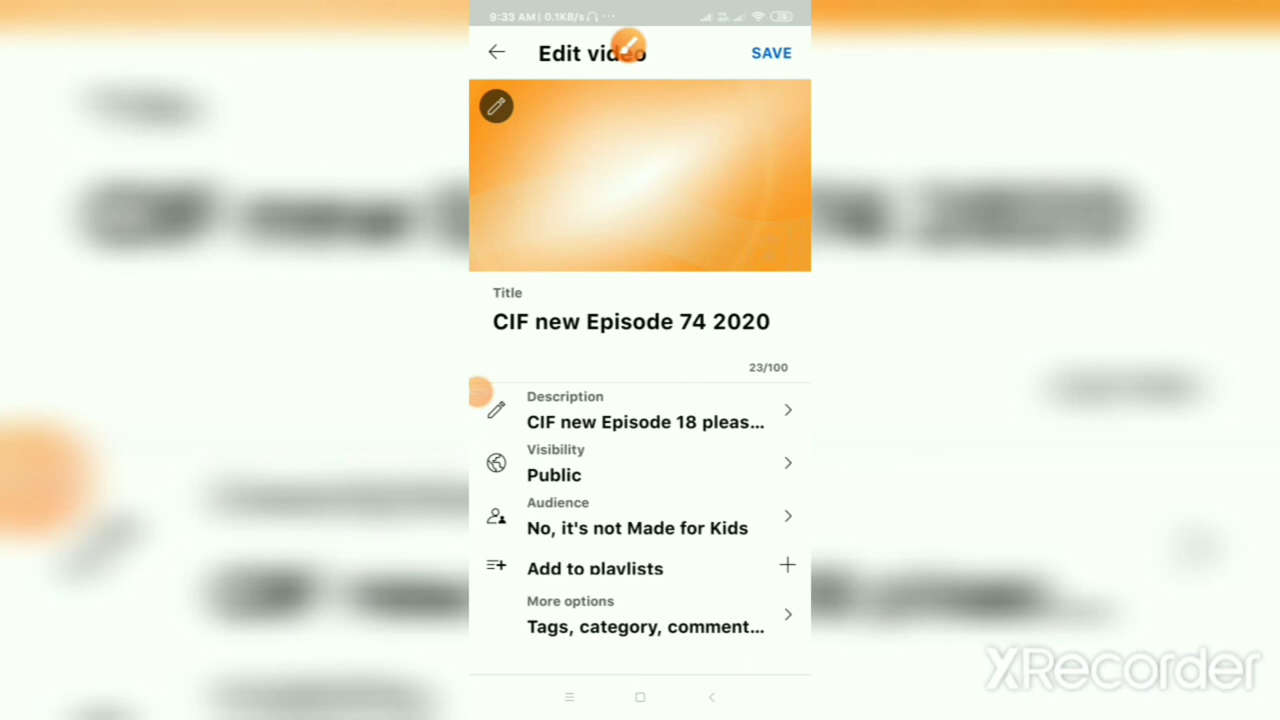 9:33 AM | 0.1KB/s
Edit video
SAVE
Title
CIF new Episode 74 2020
23/100
Description
CIF new Episode 18 pleas...
Visibility
Public
Audience
No, it's not Made for Kids
Add to playlists
More options
Tags, category, comment...
XRecorder